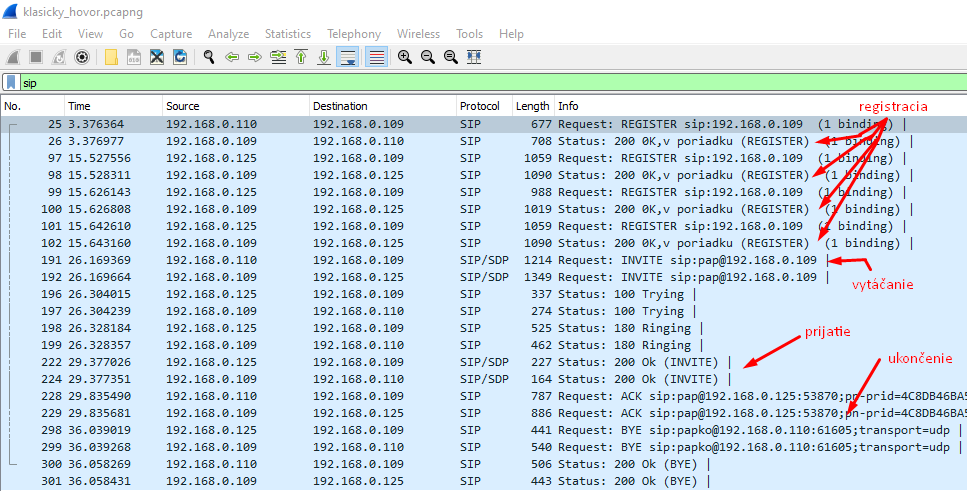 klasicky_hovor.pcapng
File Edit View Go Capture Analyze Statistics Telephony Wireless Tools Help
sip
No. Time Source Destination Protocol Length Info
registracia
25 3.376364 192.168.0.110 192.168.0.109 SIP 677 Request: REGISTER sip:192.168.0.109 (1 binding) |
26 3.376977 192.168.0.109 192.168.0.110 SIP 708 Status: 200 0K,v poriadku (REGISTER) (1 binding) |
97 15.527556 192.168.0.125 192.168.0.109 SIP 1059 Request: REGISTER sip:192.168.0.109 (1 binding) |
98 15.528311 192.168.0.109 192.168.0.125 SIP 1090 Status: 200 0K,v poriadku (REGISTER) (1 binding) |
99 15.626143 192.168.0.125 192.168.0.109 SIP 988 Request: REGISTER sip:192.168.0.109 (1 binding) |
100 15.626808 192.168.0.109 192.168.0.125 SIP 1019 Status: 200 0K,v poriadku (REGISTER) (1 binding) |
101 15.642610 192.168.0.125 192.168.0.109 SIP 1059 Request: REGISTER sip:192.168.0.109 (1 binding) |
102 15.643160 192.168.0.109 192.168.0.125 SIP 1090 Status: 200 0K,v poriadku (REGISTER) (1 binding) |
191 26.169369 192.168.0.110 192.168.0.109 SIP/SDP 1214 Request: INVITE sip:pap@192.168.0.109 |
192 26.169664 192.168.0.109 192.168.0.125 SIP/SDP 1349 Request: INVITE sip:pap@192.168.0.109 |
vytáčanie
196 26.304015 192.168.0.125 192.168.0.109 SIP 337 Status: 100 Trying |
197 26.304239 192.168.0.109 192.168.0.110 SIP 274 Status: 100 Trying |
198 26.328184 192.168.0.125 192.168.0.109 SIP 525 Status: 180 Ringing |
prijatie
199 26.328357 192.168.0.109 192.168.0.110 SIP 462 Status: 180 Ringing |
ukončenie
222 29.377026 192.168.0.125 192.168.0.109 SIP/SDP 227 Status: 200 Ok (INVITE) |
224 29.377351 192.168.0.109 192.168.0.110 SIP/SDP 164 Status: 200 Ok (INVITE) |
228 29.835490 192.168.0.110 192.168.0.109 SIP 787 Request: ACK sip:pap@192.168.0.125:53870;pn-prid=4C8DB46BA5
229 29.835681 192.168.0.109 192.168.0.125 SIP 886 Request: ACK sip:pap@192.168.0.125:53870;pn-prid=4C8DB46BA5
298 36.039019 192.168.0.125 192.168.0.109 SIP 441 Request: BYE sip:papko@192.168.0.110:61605;transport=udp |
299 36.039268 192.168.0.109 192.168.0.110 SIP 540 Request: BYE sip:papko@192.168.0.110:61605;transport=udp |
300 36.058269 192.168.0.110 192.168.0.109 SIP 506 Status: 200 Ok (BYE) |
301 36.058431 192.168.0.109 192.168.0.125 SIP 443 Status: 200 Ok (BYE) |